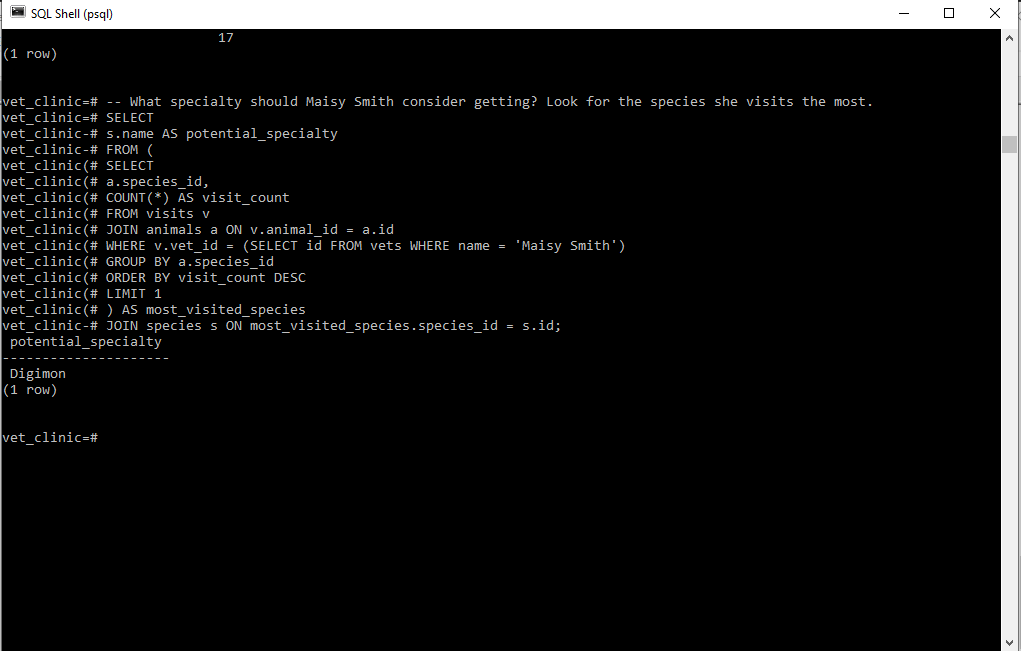 SQL Shell (psql)
17
(1 row)
vet_clinic=# -- What specialty should Maisy Smith consider getting? Look for the species she visits the most.
vet_clinic=# SELECT
vet_clinic-# s.name AS potential_specialty
vet_clinic-# FROM (
vet_clinic(# SELECT
vet_clinic(# a.species_id,
vet_clinic(# COUNT(*) AS visit_count
vet_clinic(# FROM visits v
vet_clinic(# JOIN animals a ON v.animal_id = a.id
vet_clinic(# WHERE v.vet_id = (SELECT id FROM vets WHERE name = 'Maisy Smith')
vet_clinic(# GROUP BY a.species_id
vet_clinic(# ORDER BY visit_count DESC
vet_clinic(# LIMIT 1
vet_clinic(# ) AS most_visited_species
vet_clinic-# JOIN species s ON most_visited_species.species_id = s.id;
potential_specialty
---------------------
Digimon
(1 row)
vet_clinic=#